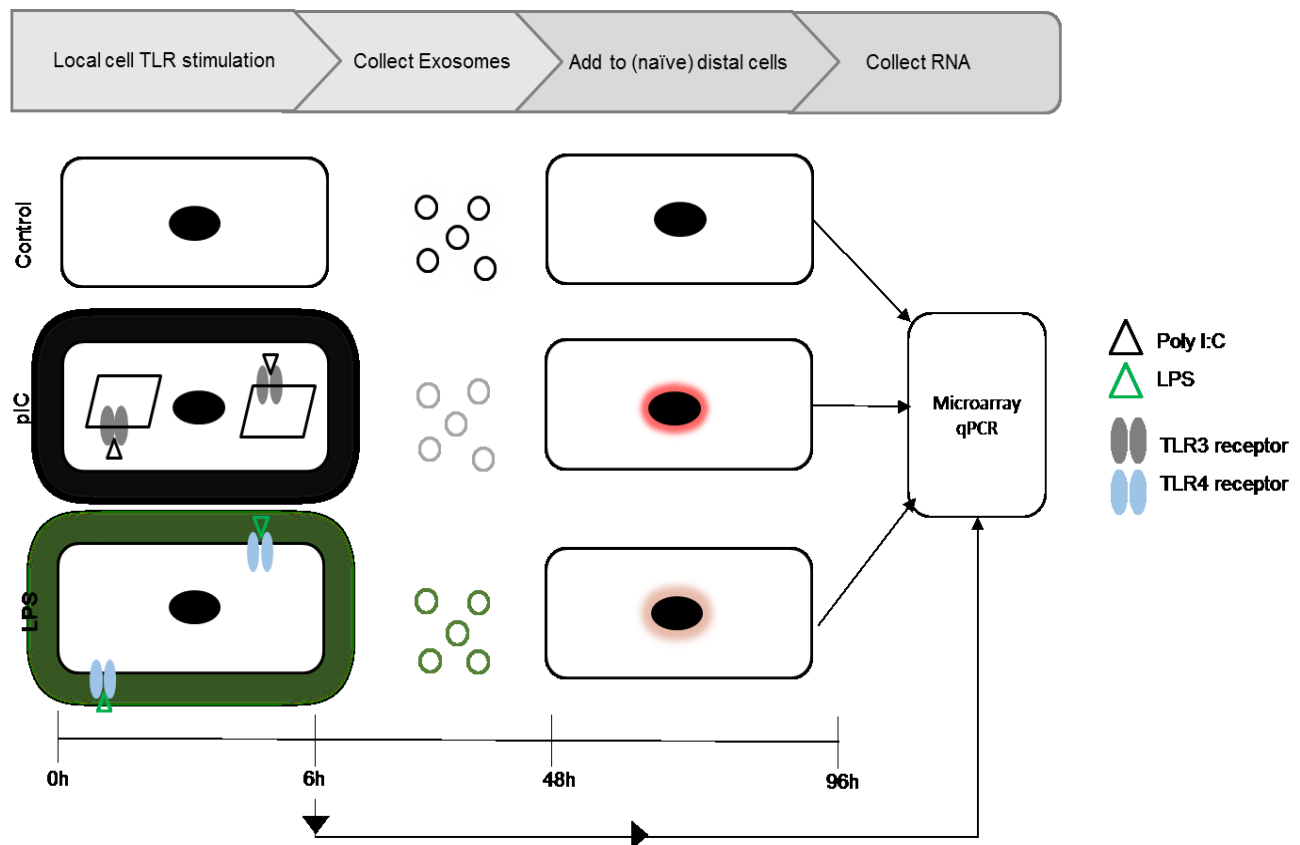 Local cell TLR stimulation
Collect Exosomes
Add to (naïve) distal cells
Collect RNA
Control
pIC
LPS
Microarray
qPCR
Poly I:C
LPS
TLR3 receptor
TLR4 receptor
0h
6h
48h
96h